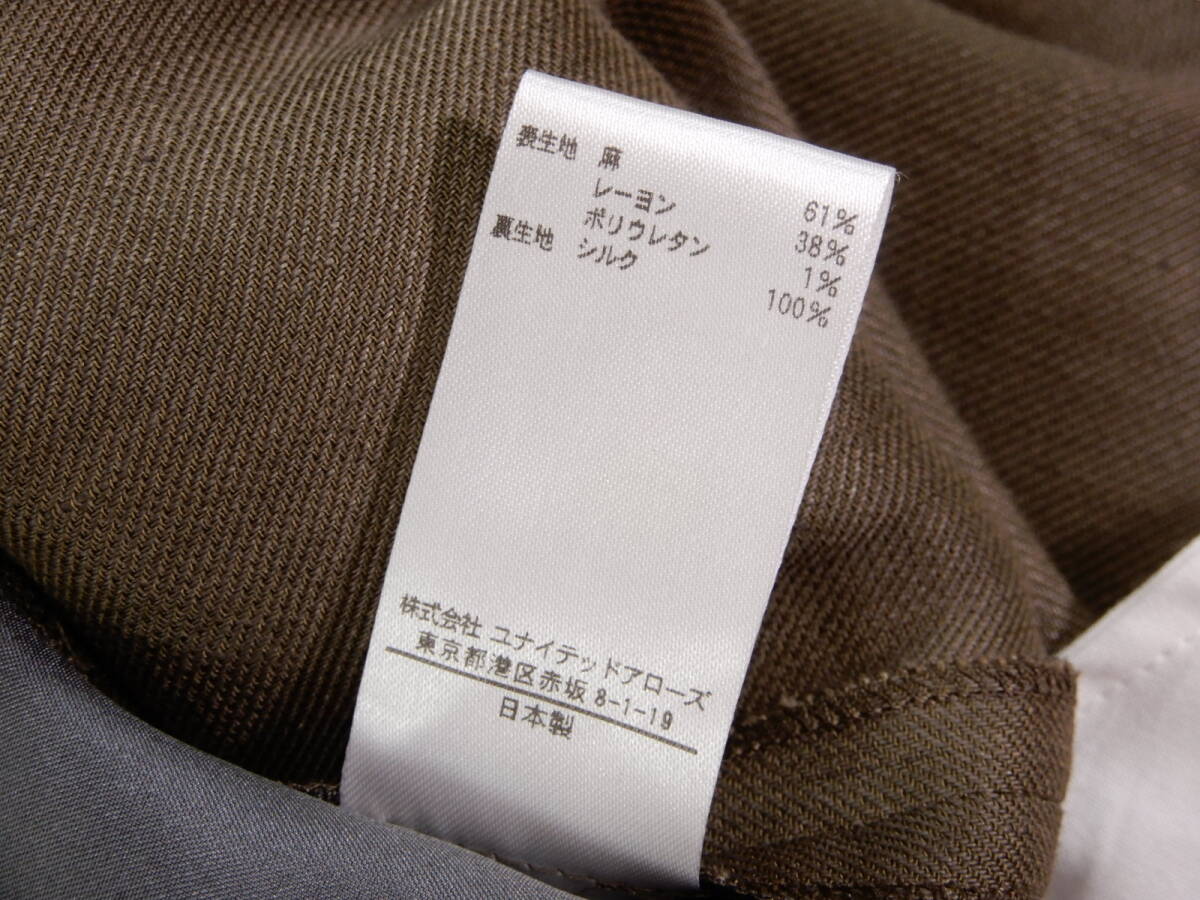 表生地 麻 61%
レーヨン 38%
ポリウレタン 1%
裏生地 シルク 100%
株式会社 ユナイテッドアローズ
東京都港区赤坂 8-1-19
日本製